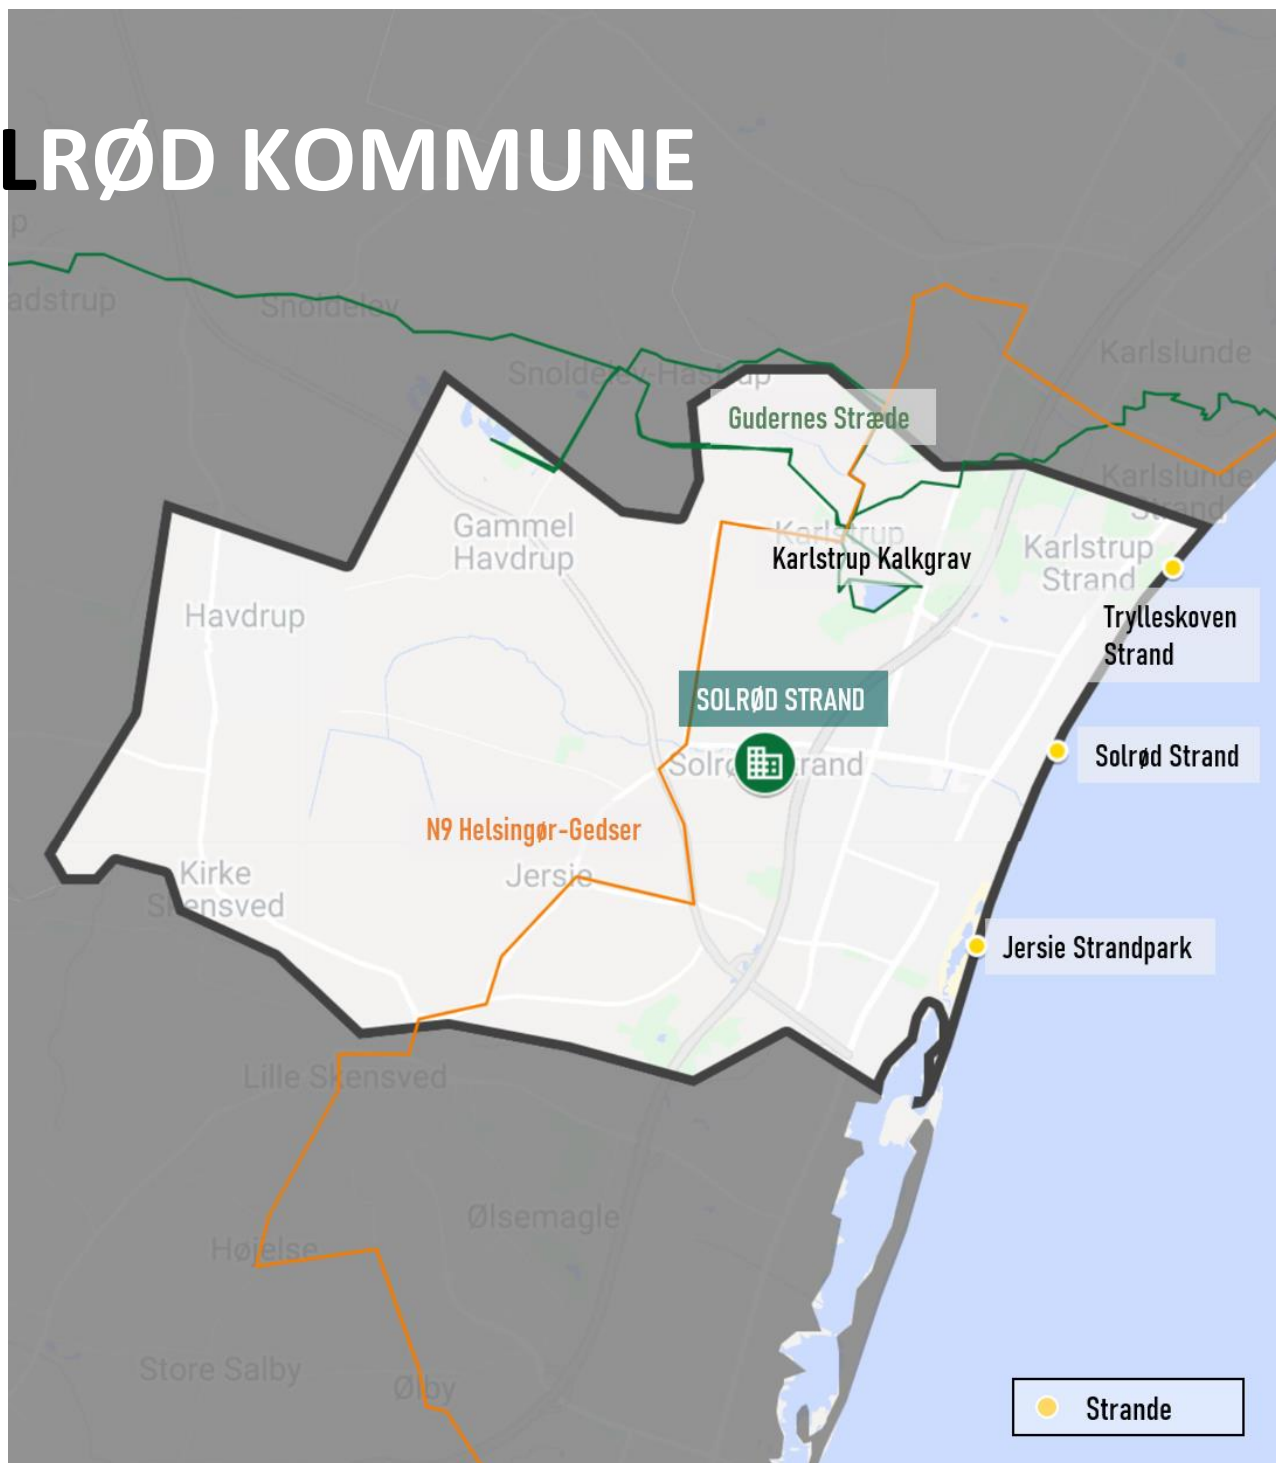 LRØD KOMMUNE
p
adstrup
Snoldelev
Karlslunde
Snoldelev-Hastrup
Gudernes Stræde
Karlslunde
Strand
Gammel
Havdrup
Karlstrup
Karlstrup Kalkgrav
Karlstrup
Strand
Havdrup
Trylleskoven
Strand
SOLRØD STRAND
Solrød Strand
Solrød Strand
N9 Helsingør-Gedser
Jersie
Kirke
Skensved
Jersie Strandpark
Lille Skensved
Ølsemagle
Højelse
Store Salby
Ølby
Strande